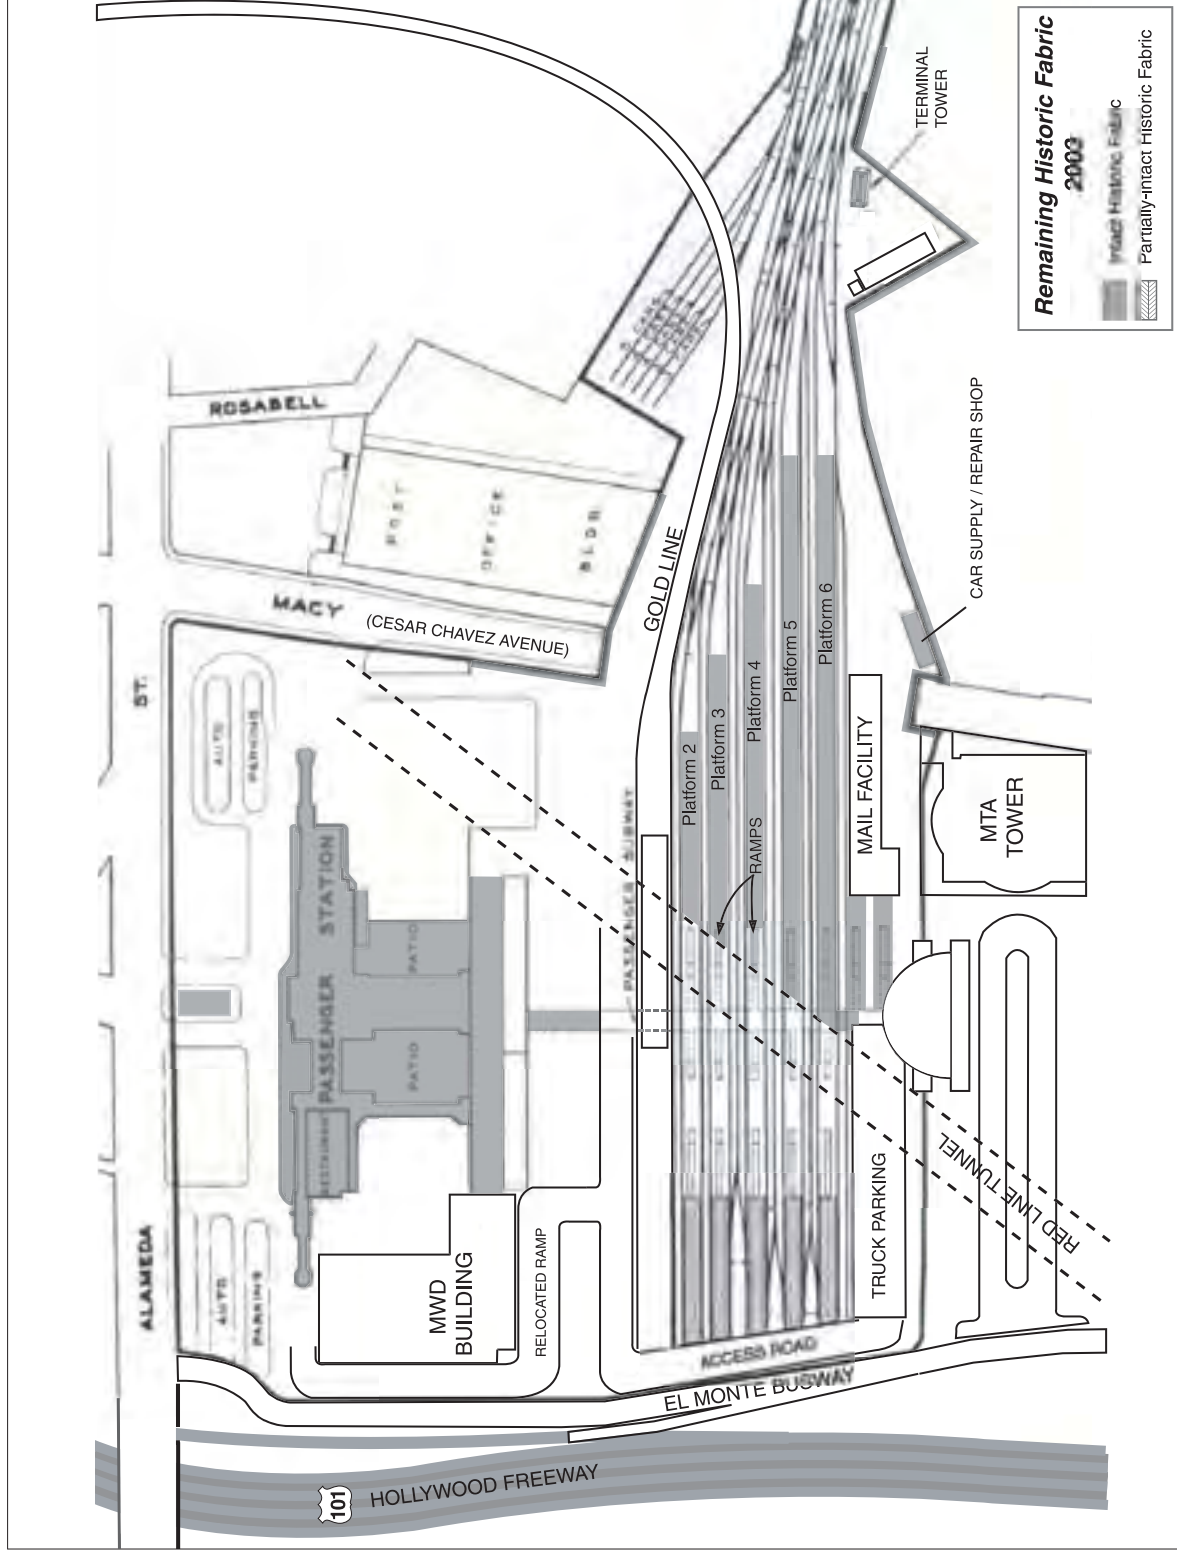 Remaining Historic Fabric
2003
Intact Historic Fabric
Partially-intact Historic Fabric
TERMINAL
TOWER
CAR SUPPLY / REPAIR SHOP
ROSABELL
POST
OFFICE
BLDG
MACY
(CESAR CHAVEZ AVENUE)
GOLD LINE
ST.
ALAMEDA
AUTO
PARKING
PASSENGER STATION
PATIO
PATIO
RESTAURANT
PASSENGER SUBWAY
Platform 2
Platform 3
Platform 4
Platform 5
Platform 6
RAMPS
MAIL FACILITY
MTA
TOWER
AUTO
PARKING
MWD
BUILDING
RELOCATED RAMP
TRUCK PARKING
RED LINE TUNNEL
ACCESS ROAD
EL MONTE BUSWAY
101
HOLLYWOOD FREEWAY